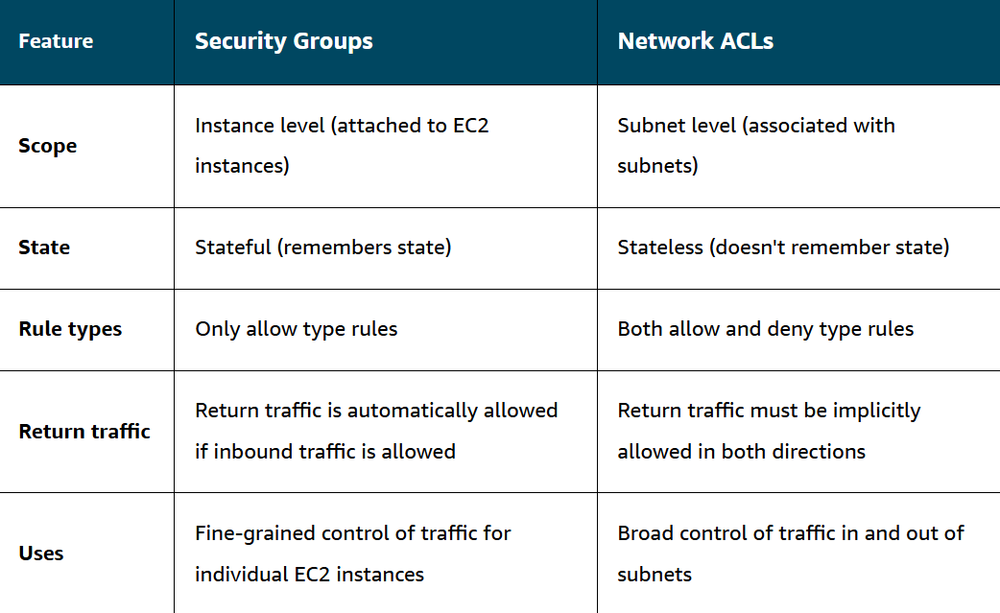 Feature
Security Groups
Network ACLs
Scope
Instance level (attached to EC2
instances)
Subnet level (associated with
subnets)
State
Stateful (remembers state)
Stateless (doesn't remember state)
Rule types
Only allow type rules
Both allow and deny type rules
Return traffic
Return traffic is automatically allowed
if inbound traffic is allowed
Return traffic must be implicitly
allowed in both directions
Uses
Fine-grained control of traffic for
individual EC2 instances
Broad control of traffic in and out of
subnets